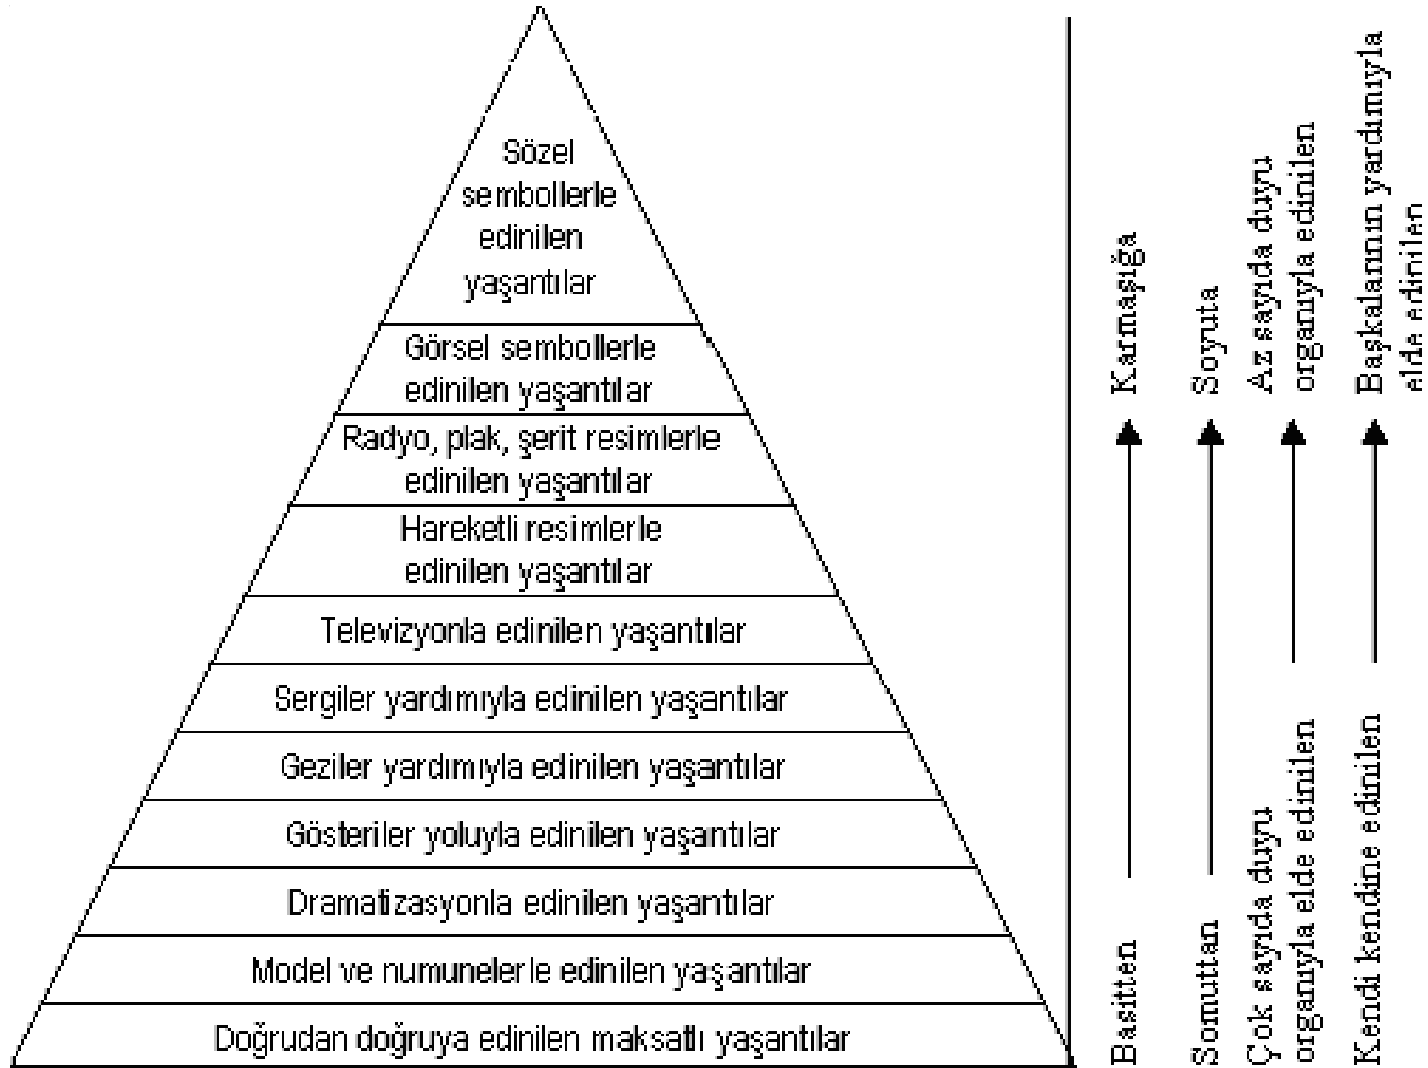 Sözel
sembollerle
edinilen
yaşantılar
Görsel sembollerle
edinilen yaşantılar
Radyo, plak, şerit resimlerle
edinilen yaşantılar
Hareketli resimlerle
edinilen yaşantılar
Televizyonla edinilen yaşantılar
Sergiler yardımıyla edinilen yaşantılar
Geziler yardımıyla edinilen yaşantılar
Gösteriler yoluyla edinilen yaşantılar
Dramatizasyonla edinilen yaşantılar
Model ve numunelerle edinilen yaşantılar
Doğrudan doğruya edinilen maksatlı yaşantılar
Basitten
Karmaşığa
Somuttan
Soyuta
Çok sayıda duyu
organıyla elde edinilen
Az sayıda duyu
organıyla edinilen
Kendi kendine edinilen
Başkalarının yardımıyla
elde edinilen